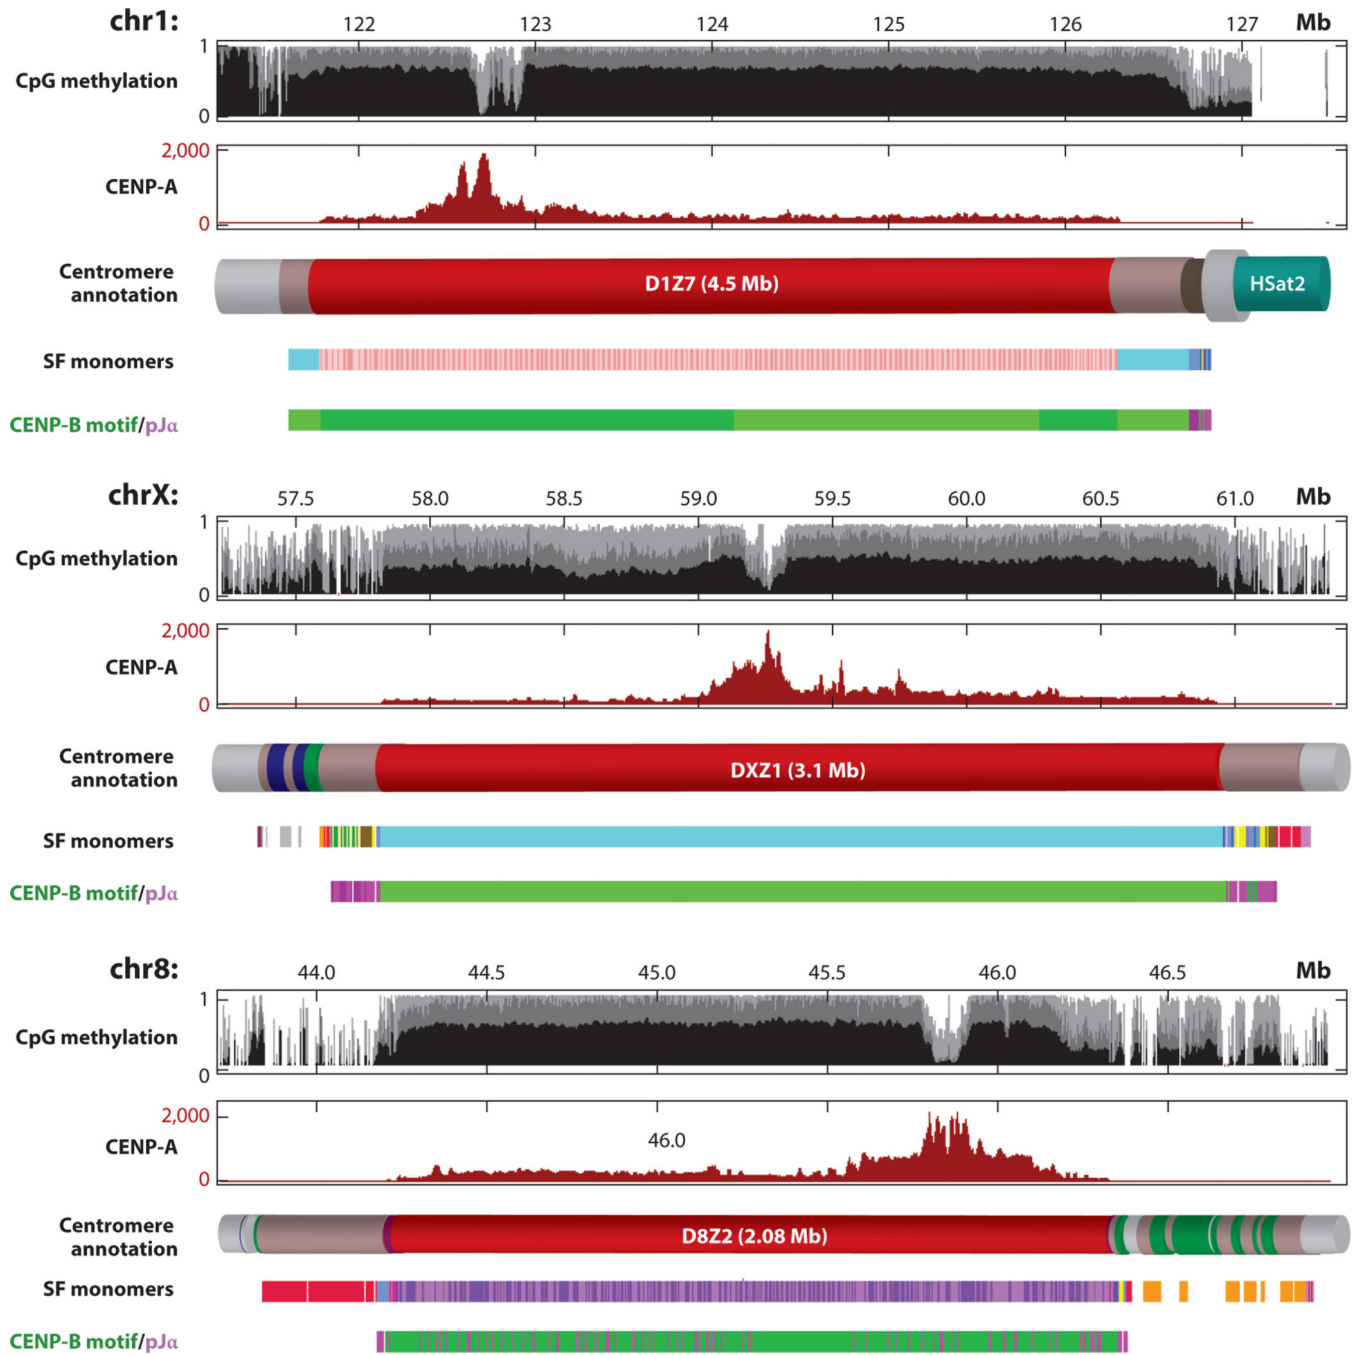 chr1: 122 123 124 125 126 127 Mb
1
CpG methylation
0
2,000
CENP-A
0
Centromere
annotation
D1Z7 (4.5 Mb)
HSat2
SF monomers
CENP-B motif/pJα
chrX: 57.5 58.0 58.5 59.0 59.5 60.0 60.5 61.0 Mb
1
CpG methylation
0
2,000
CENP-A
0
Centromere
annotation
DXZ1 (3.1 Mb)
SF monomers
CENP-B motif/pJα
chr8: 44.0 44.5 45.0 45.5 46.0 46.5 Mb
1
CpG methylation
0
2,000
CENP-A
46.0
0
Centromere
annotation
D8Z2 (2.08 Mb)
SF monomers
CENP-B motif/pJα